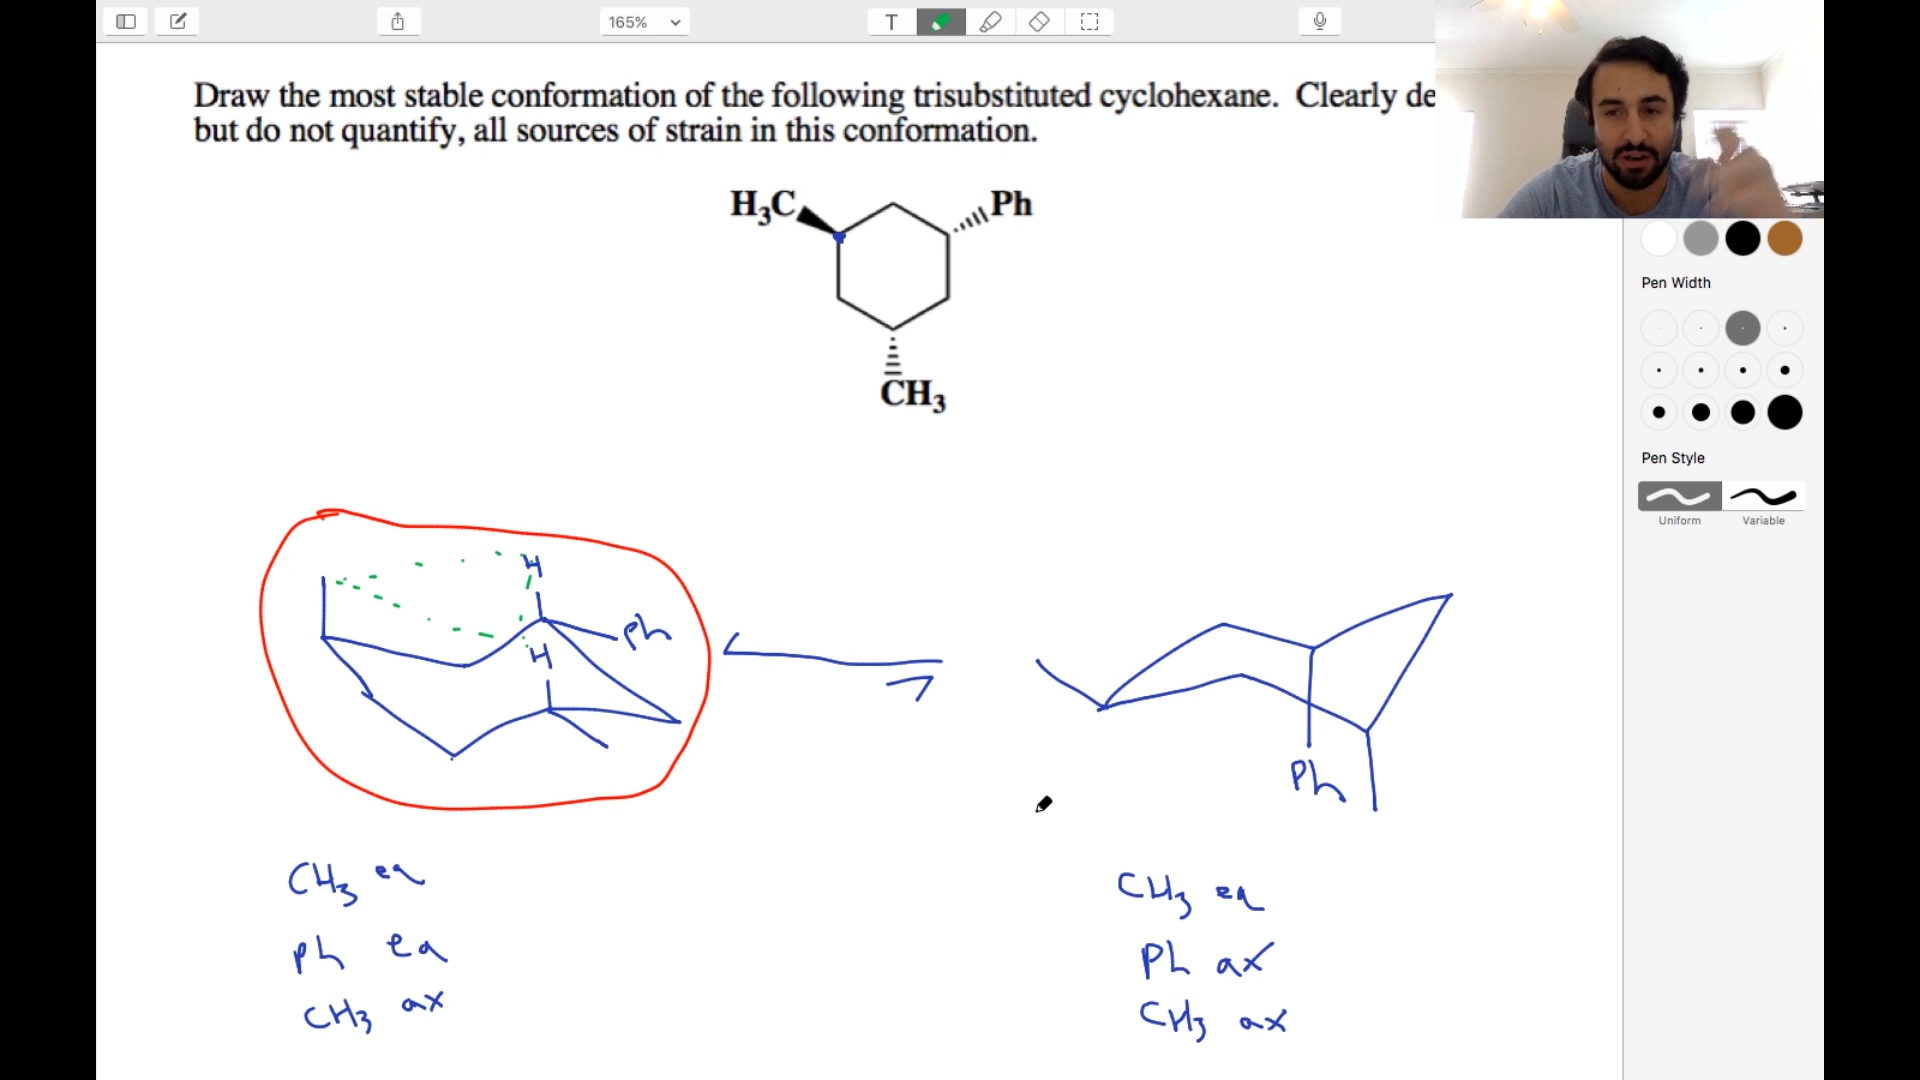 165%
T
Draw the most stable conformation of the following trisubstituted cyclohexane. Clearly de
but do not quantify, all sources of strain in this conformation.
H₃C
Ph
CH₃
Pen Width
Pen Style
Uniform
Variable
H
Ph
H
Ph
CH₃ eq
Ph eq
CH₃ ax
CH₃ eq
Ph ax
CH₃ ax